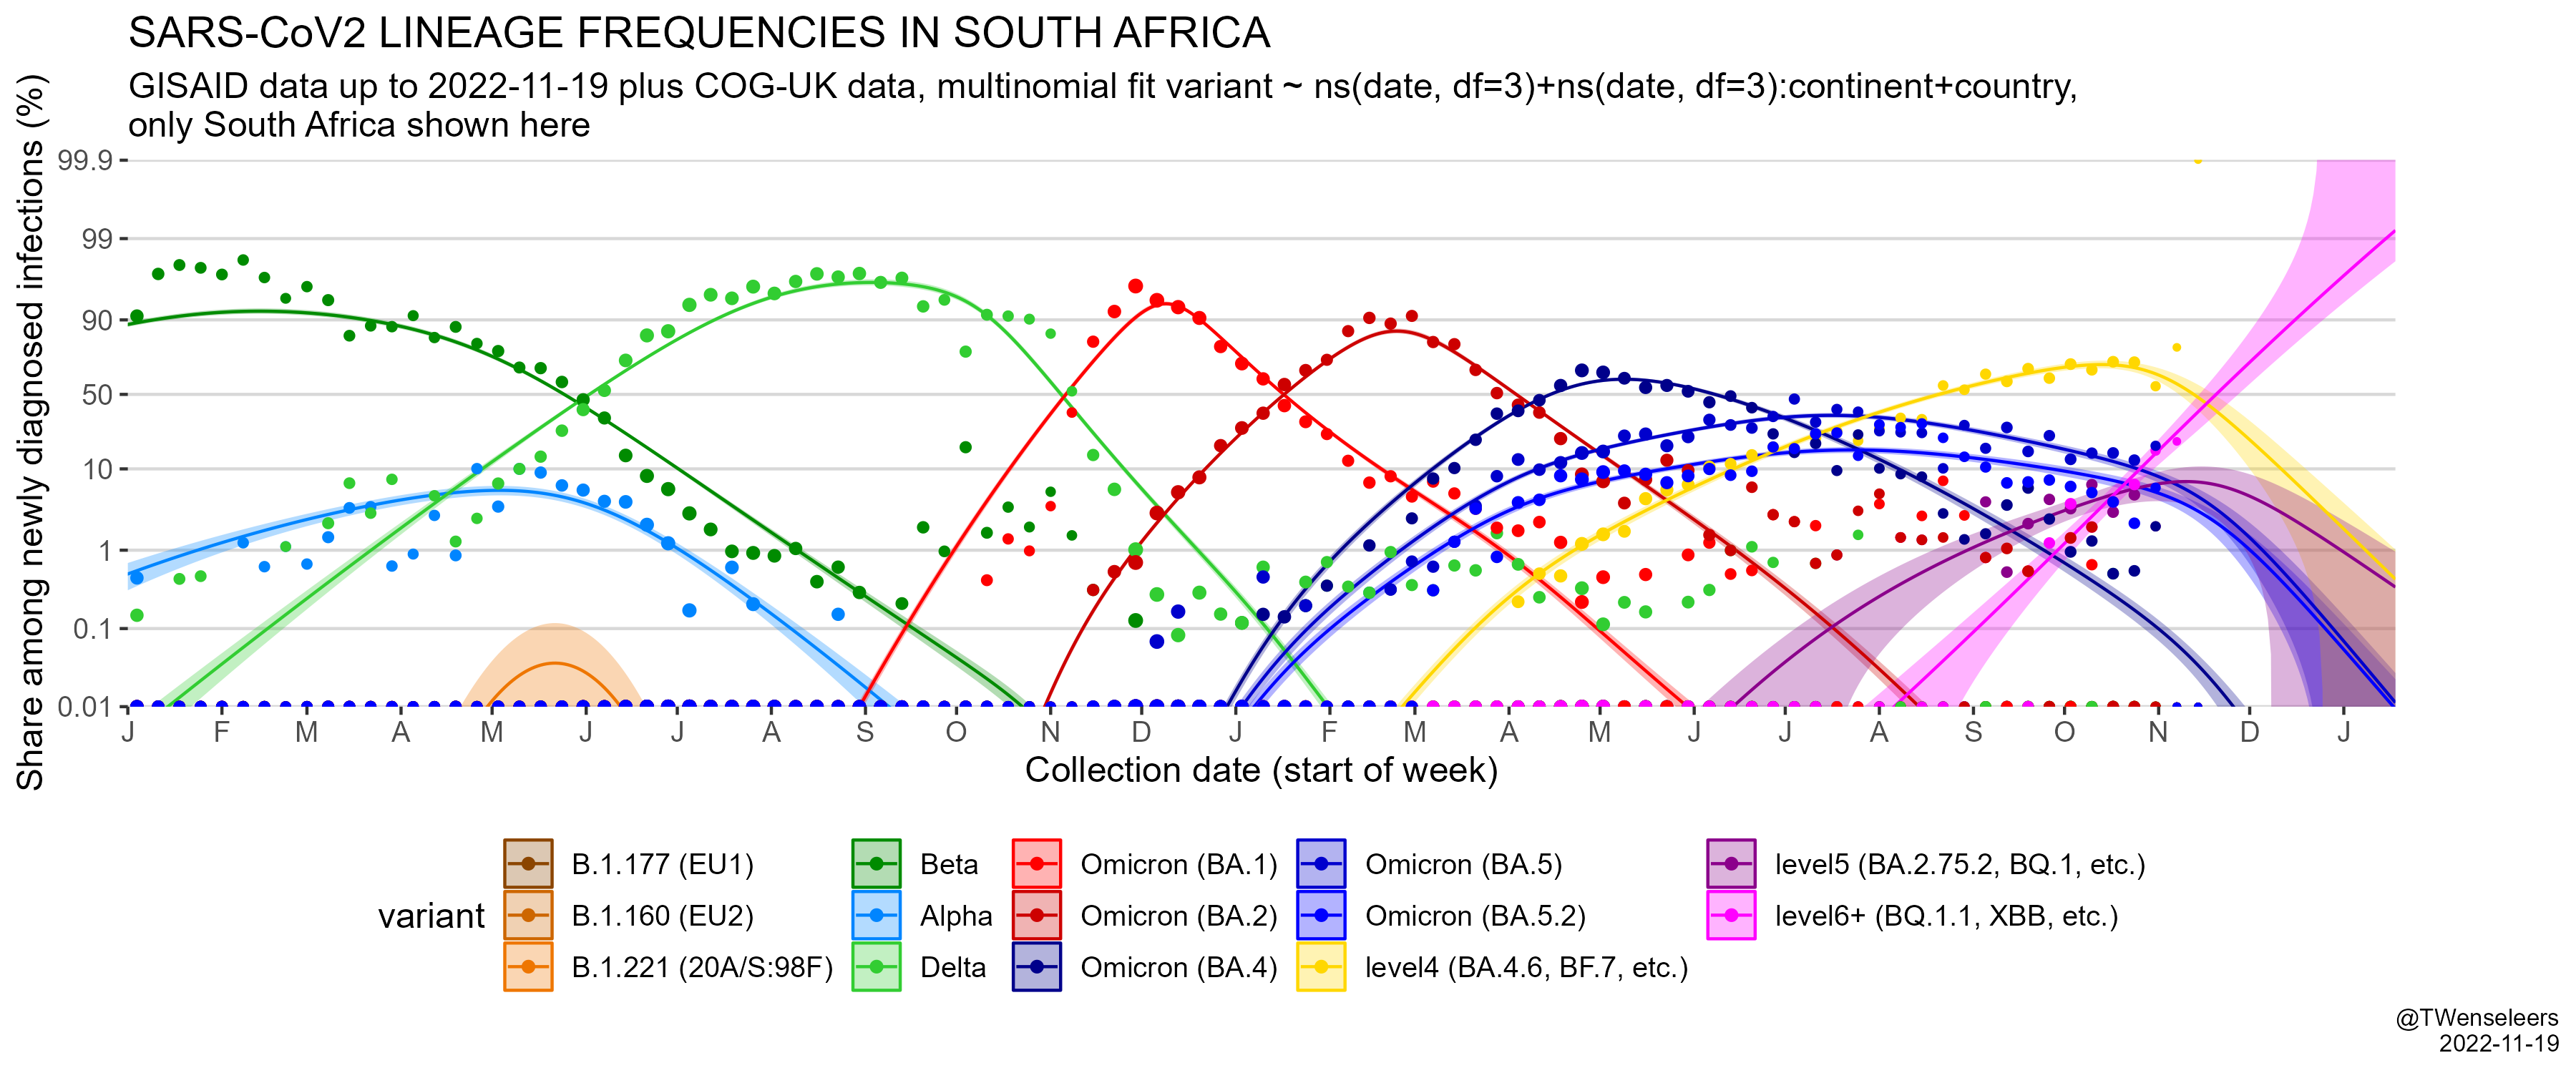 SARS-CoV2 LINEAGE FREQUENCIES IN SOUTH AFRICA
GISAID data up to 2022-11-19 plus COG-UK data, multinomial fit variant ~ ns(date, df=3)+ns(date, df=3):continent+country,
only South Africa shown here
Share among newly diagnosed infections (%)
99.9
99
90
50
10
1
0.1
0.01
J F M A M J J A S O N D J F M A M J J A S O N D J
Collection date (start of week)
variant
B.1.177 (EU1)
B.1.160 (EU2)
B.1.221 (20A/S:98F)
Beta
Alpha
Delta
Omicron (BA.1)
Omicron (BA.2)
Omicron (BA.4)
Omicron (BA.5)
Omicron (BA.5.2)
level4 (BA.4.6, BF.7, etc.)
level5 (BA.2.75.2, BQ.1, etc.)
level6+ (BQ.1.1, XBB, etc.)
@TWenseleers
2022-11-19